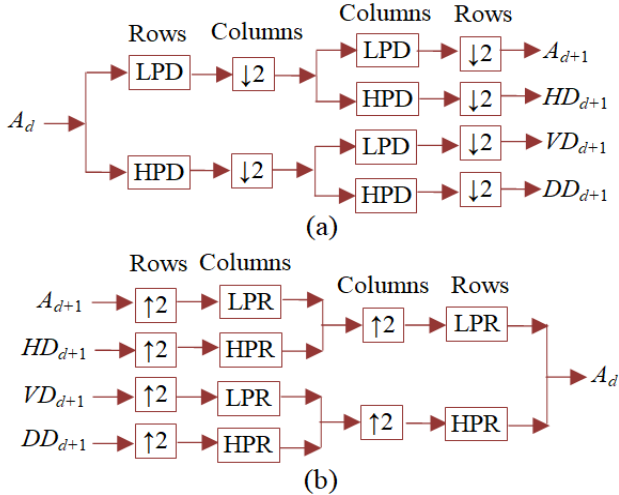 Rows Columns Columns Rows
LPD ↓2 LPD ↓2 A_{d+1}
HPD ↓2 HD_{d+1}
A_d
LPD ↓2 VD_{d+1}
HPD ↓2 HPD ↓2 DD_{d+1}
(a)
Rows Columns Columns Rows
A_{d+1} ↑2 LPR
↑2 LPR
HD_{d+1} ↑2 HPR
A_d
VD_{d+1} ↑2 LPR
↑2 HPR
DD_{d+1} ↑2 HPR
(b)